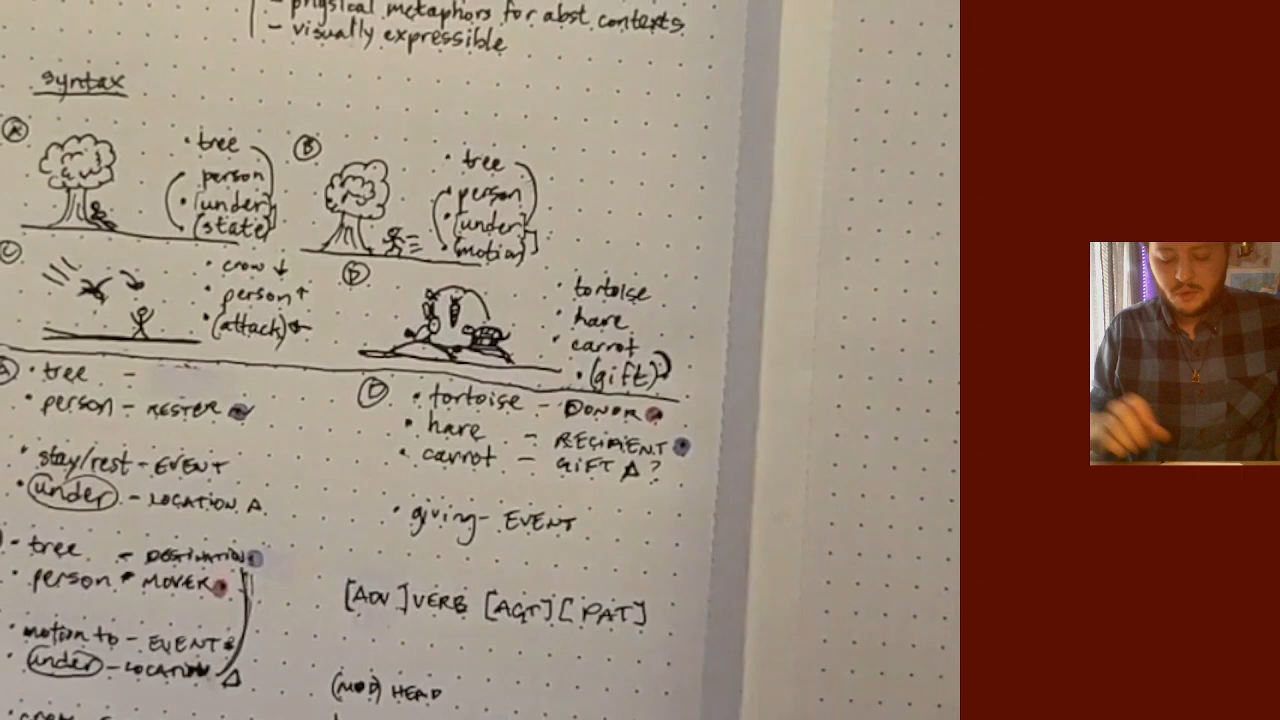 - physical metaphors for abst contexts
- visually expressible
syntax
A
• tree
person
• (under)
(state)
B
• tree
• person
• (under)
(motion)
C
• crow ↓
• person ↑
• (attack)
D
• tortoise
• hare
• carrot
• (gift)
A • tree -
• person - RESTER
• stay/rest - EVENT
• under - LOCATION Δ
• tree - DESTINATION
• person - MOVER
• motion to - EVENT
• under - LOCATION Δ
D • tortoise - DONOR
• hare - RECIPIENT
• carrot - GIFT Δ ?
• giving - EVENT
[ADV] VERB [AGT] [PAT]
(MOD) HEAD